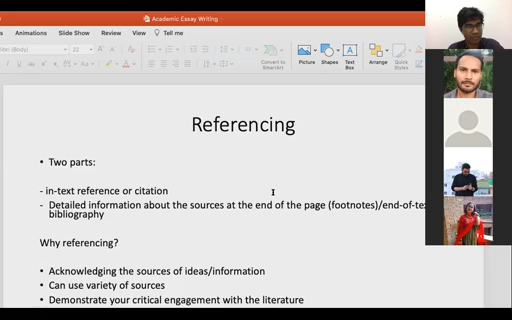 Academic Essay Writing
Animations Slide Show Review View Tell me
22
Convert to
SmartArt
Picture Shapes Text
Box
Arrange Quick
Styles
Referencing
• Two parts:
- in-text reference or citation
- Detailed information about the sources at the end of the page (footnotes)/end-of-te
bibliography
Why referencing?
• Acknowledging the sources of ideas/information
• Can use variety of sources
• Demonstrate your critical engagement with the literature